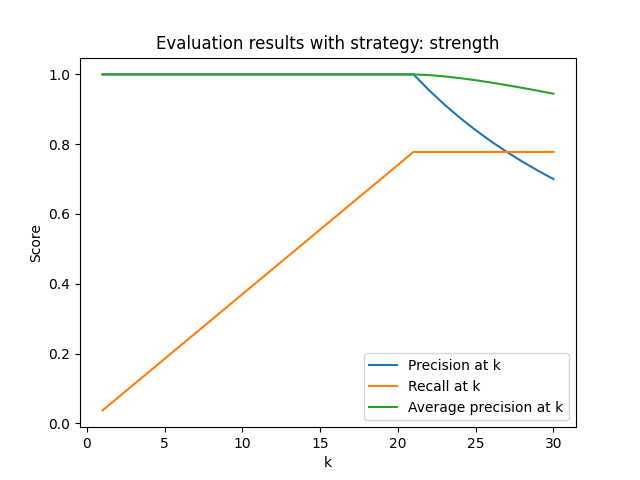 Evaluation results with strategy: strength
1.0
0.8
0.6
0.4
0.2
0.0
Score
Precision at k
Recall at k
Average precision at k
0 5 10 15 20 25 30
k